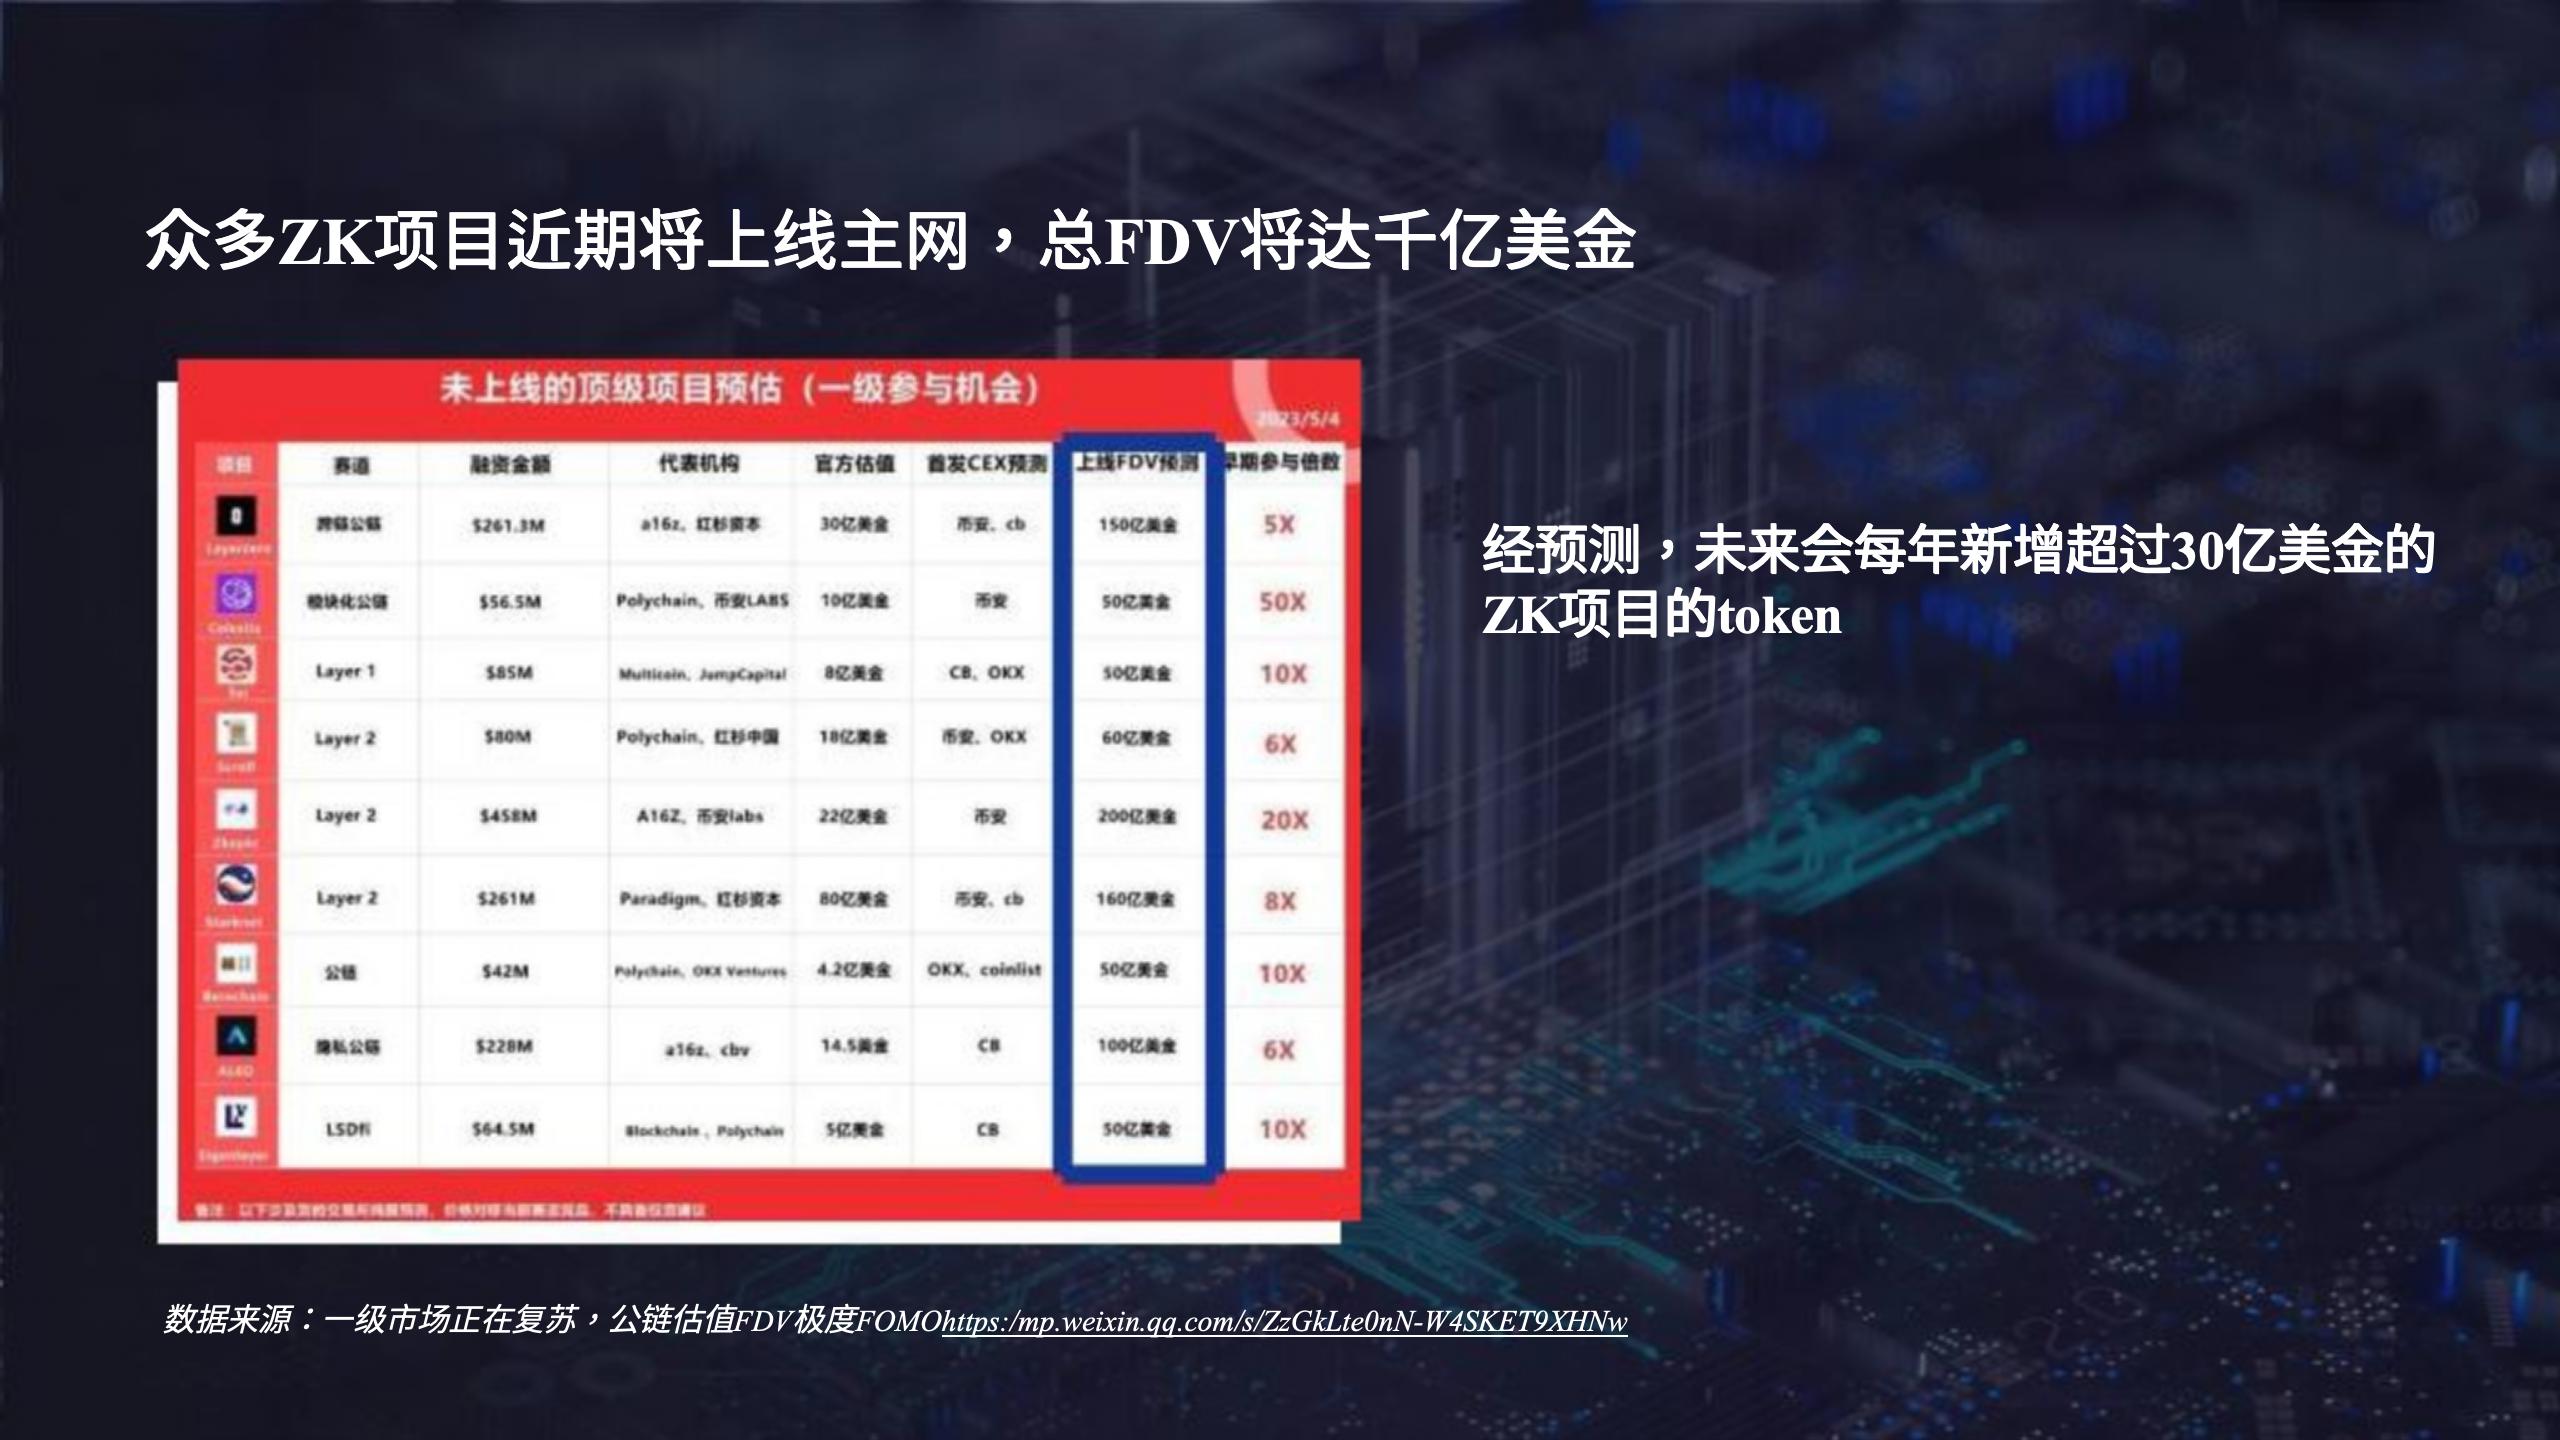 众多ZK项目近期将上线主网，总FDV将达千亿美金
未上线的顶级项目预估（一级参与机会）
2023/5/4
项目 赛道 融资金额 代表机构 官方估值 首发CEX预测 上线FDV预测 早期参与倍数
跨链公链 $261.3M a16z、红杉资本 30亿美金 币安、cb 150亿美金 5X
Layerzero
模块化公链 $56.5M Polychain、币安LABS 10亿美金 币安 50亿美金 50X
Celestia
Layer 1 $85M Multicoin、JumpCapital 8亿美金 CB、OKX 50亿美金 10X
Sei
Layer 2 $80M Polychain、红杉中国 18亿美金 币安、OKX 60亿美金 6X
Scroll
Layer 2 $458M A16Z、币安labs 22亿美金 币安 200亿美金 20X
Layer 2 $261M Paradigm、红杉资本 80亿美金 币安、cb 160亿美金 8X
Starknet
公链 $42M Polychain、OKX Ventures 4.2亿美金 OKX、coinlist 50亿美金 10X
Berachain
隐私公链 $228M a16z、cbv 14.5美金 CB 100亿美金 6X
ALEO
LSDfi $64.5M Blockchain、Polychain 5亿美金 CB 50亿美金 10X
Eigenlayer
经预测，未来会每年新增超过30亿美金的
ZK项目的token
数据来源：一级市场正在复苏，公链估值FDV极度FOMOhttps:/mp.weixin.qq.com/s/ZzGkLte0nN-W4SKET9XHNw